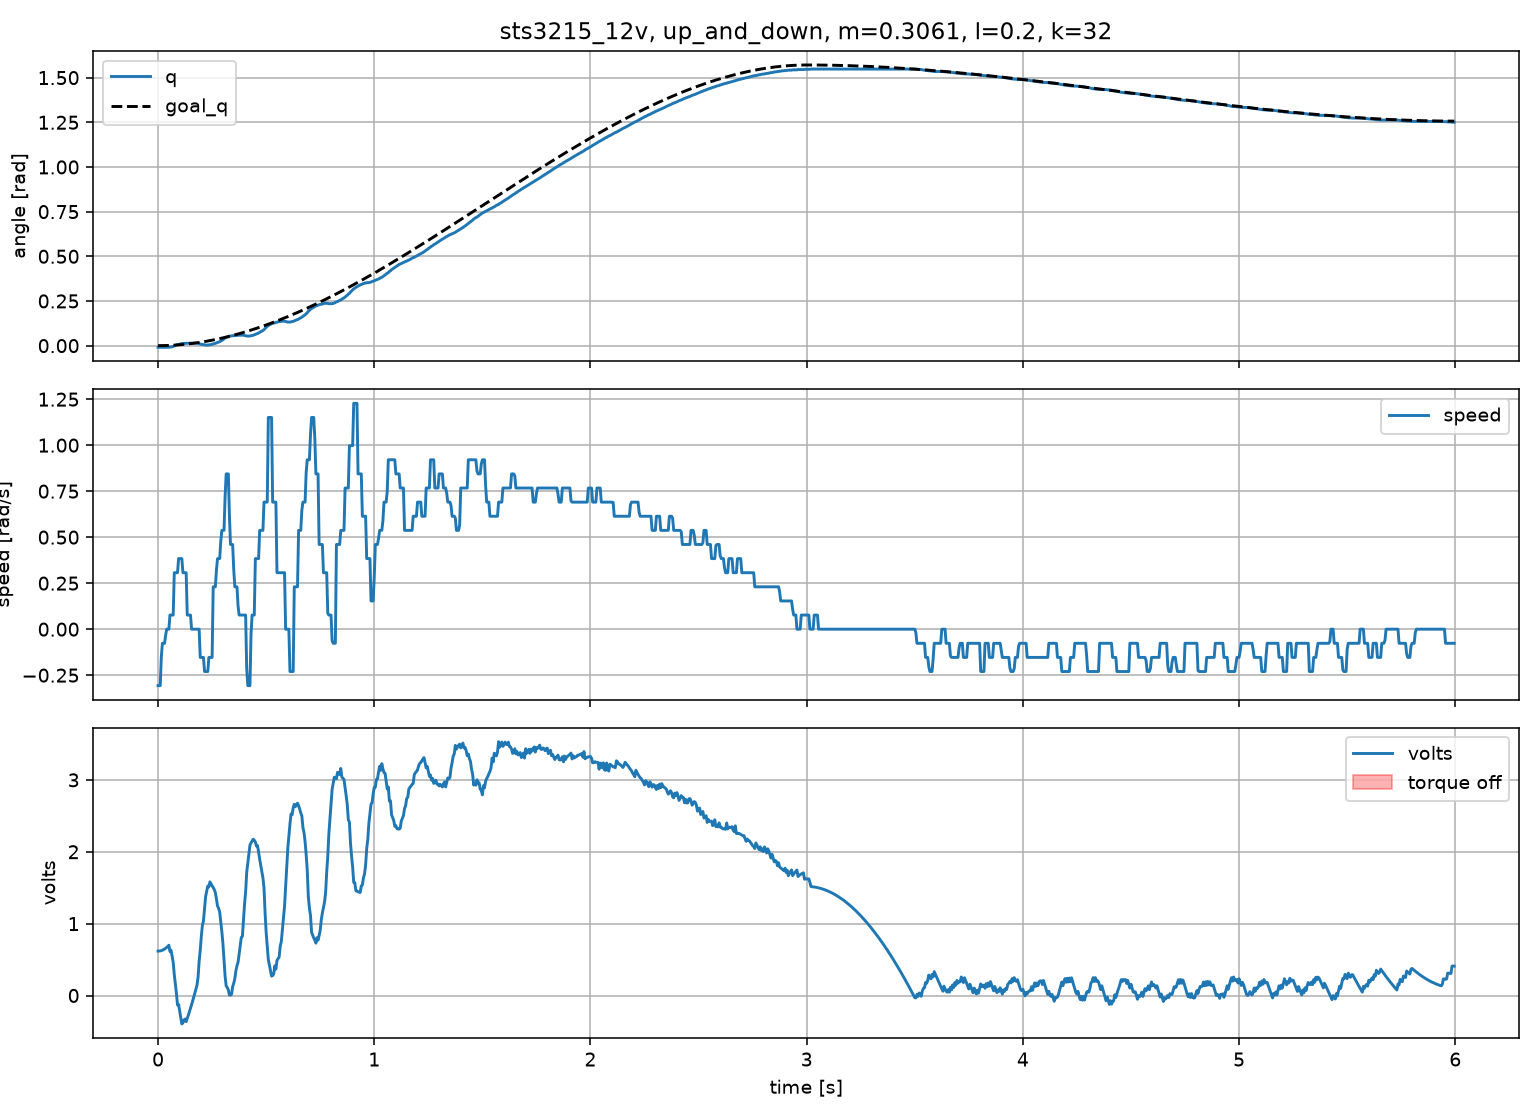 sts3215_12v, up_and_down, m=0.3061, l=0.2, k=32
q
goal_q
angle [rad]
1.50
1.25
1.00
0.75
0.50
0.25
0.00
speed
speed [rad/s]
1.25
1.00
0.75
0.50
0.25
0.00
−0.25
volts
torque off
volts
3
2
1
0
0 1 2 3 4 5 6
time [s]